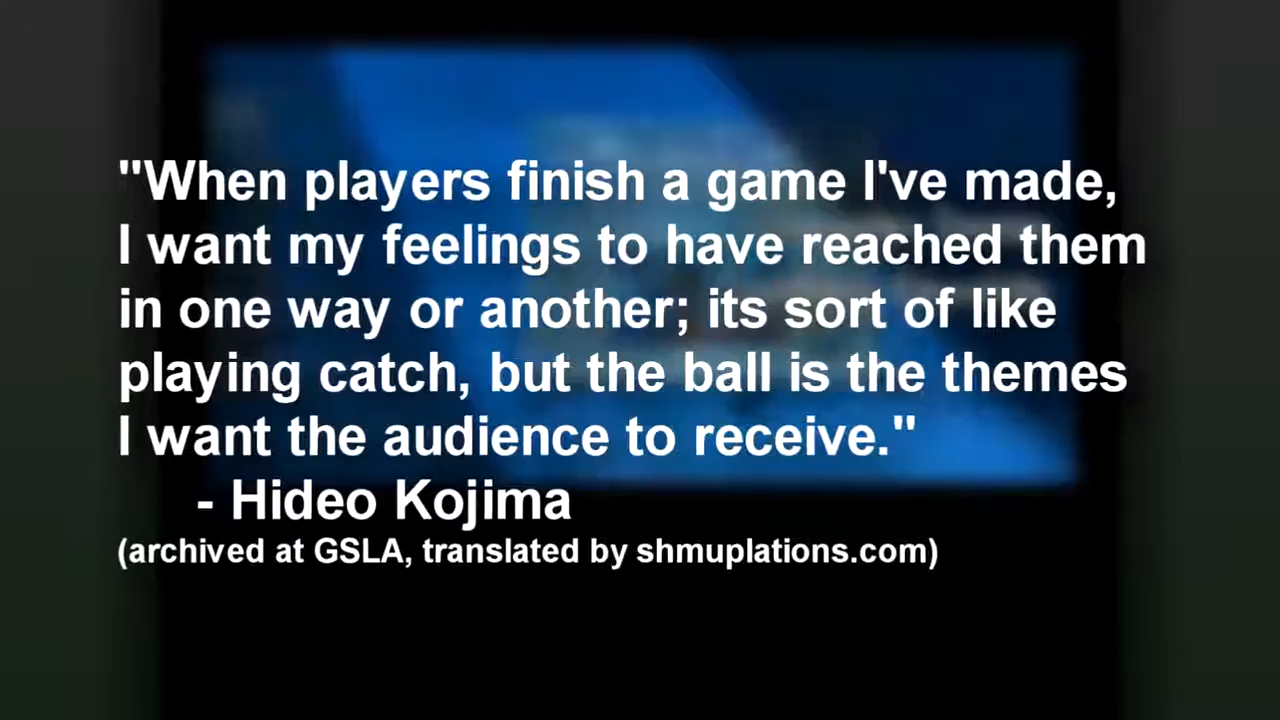 "When players finish a game I've made,
I want my feelings to have reached them
in one way or another; its sort of like
playing catch, but the ball is the themes
I want the audience to receive."
- Hideo Kojima
(archived at GSLA, translated by shmuplations.com)